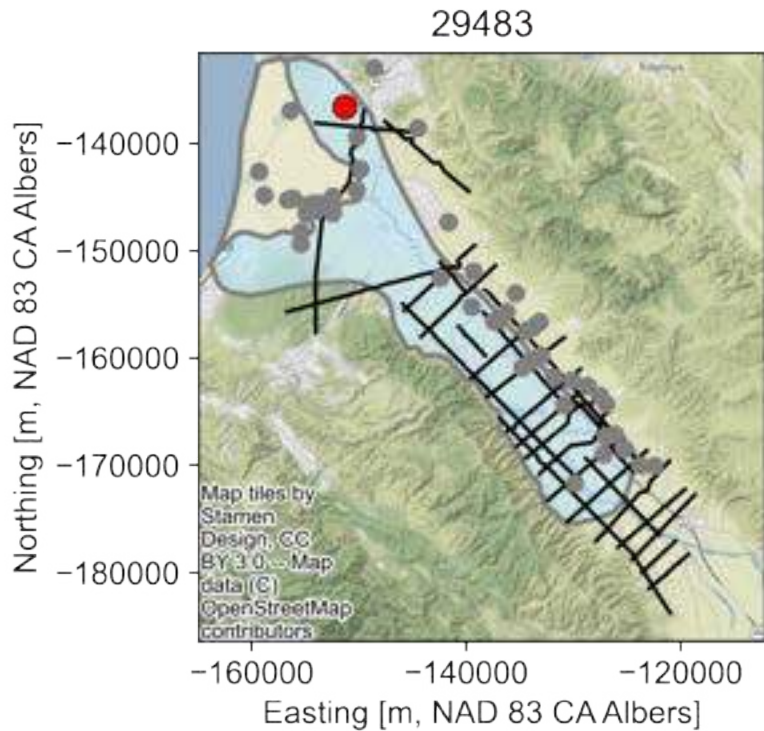 29483
Northing [m, NAD 83 CA Albers]
−140000
−150000
−160000
−170000
−180000
Map tiles by
Stamen
Design, CC
BY 3.0 -- Map
data (C)
OpenStreetMap
contributors
−160000
−140000
−120000
Easting [m, NAD 83 CA Albers]